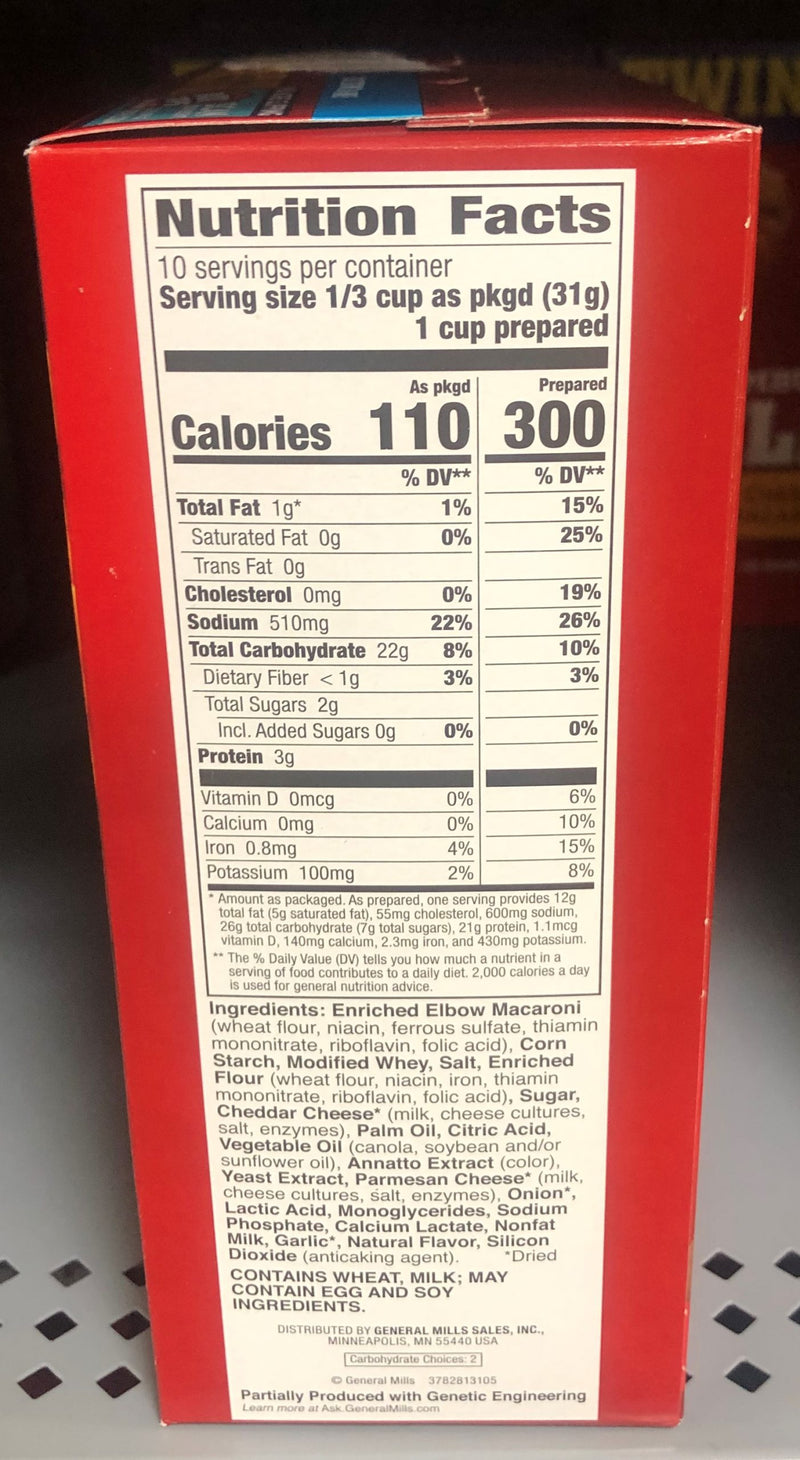 Nutrition Facts
10 servings per container
Serving size 1/3 cup as pkgd (31g)
1 cup prepared
As pkgd Prepared
Calories 110 300
% DV** % DV**
Total Fat 1g* 1% 15%
Saturated Fat 0g 0% 25%
Trans Fat 0g
Cholesterol 0mg 0% 19%
Sodium 510mg 22% 26%
Total Carbohydrate 22g 8% 10%
Dietary Fiber < 1g 3% 3%
Total Sugars 2g
Incl. Added Sugars 0g 0% 0%
Protein 3g
Vitamin D 0mcg 0% 6%
Calcium 0mg 0% 10%
Iron 0.8mg 4% 15%
Potassium 100mg 2% 8%
* Amount as packaged. As prepared, one serving provides 12g
total fat (5g saturated fat), 55mg cholesterol, 600mg sodium,
26g total carbohydrate (7g total sugars), 21g protein, 1.1mcg
vitamin D, 140mg calcium, 2.3mg iron, and 430mg potassium.
** The % Daily Value (DV) tells you how much a nutrient in a
serving of food contributes to a daily diet. 2,000 calories a day
is used for general nutrition advice.
Ingredients: Enriched Elbow Macaroni
(wheat flour, niacin, ferrous sulfate, thiamin
mononitrate, riboflavin, folic acid), Corn
Starch, Modified Whey, Salt, Enriched
Flour (wheat flour, niacin, iron, thiamin
mononitrate, riboflavin, folic acid), Sugar,
Cheddar Cheese* (milk, cheese cultures,
salt, enzymes), Palm Oil, Citric Acid,
Vegetable Oil (canola, soybean and/or
sunflower oil), Annatto Extract (color),
Yeast Extract, Parmesan Cheese* (milk,
cheese cultures, salt, enzymes), Onion*,
Lactic Acid, Monoglycerides, Sodium
Phosphate, Calcium Lactate, Nonfat
Milk, Garlic*, Natural Flavor, Silicon
Dioxide (anticaking agent). *Dried
CONTAINS WHEAT, MILK; MAY
CONTAIN EGG AND SOY
INGREDIENTS.
DISTRIBUTED BY GENERAL MILLS SALES, INC.,
MINNEAPOLIS, MN 55440 USA
Carbohydrate Choices: 2
© General Mills 3782813105
Partially Produced with Genetic Engineering
Learn more at Ask.GeneralMills.com